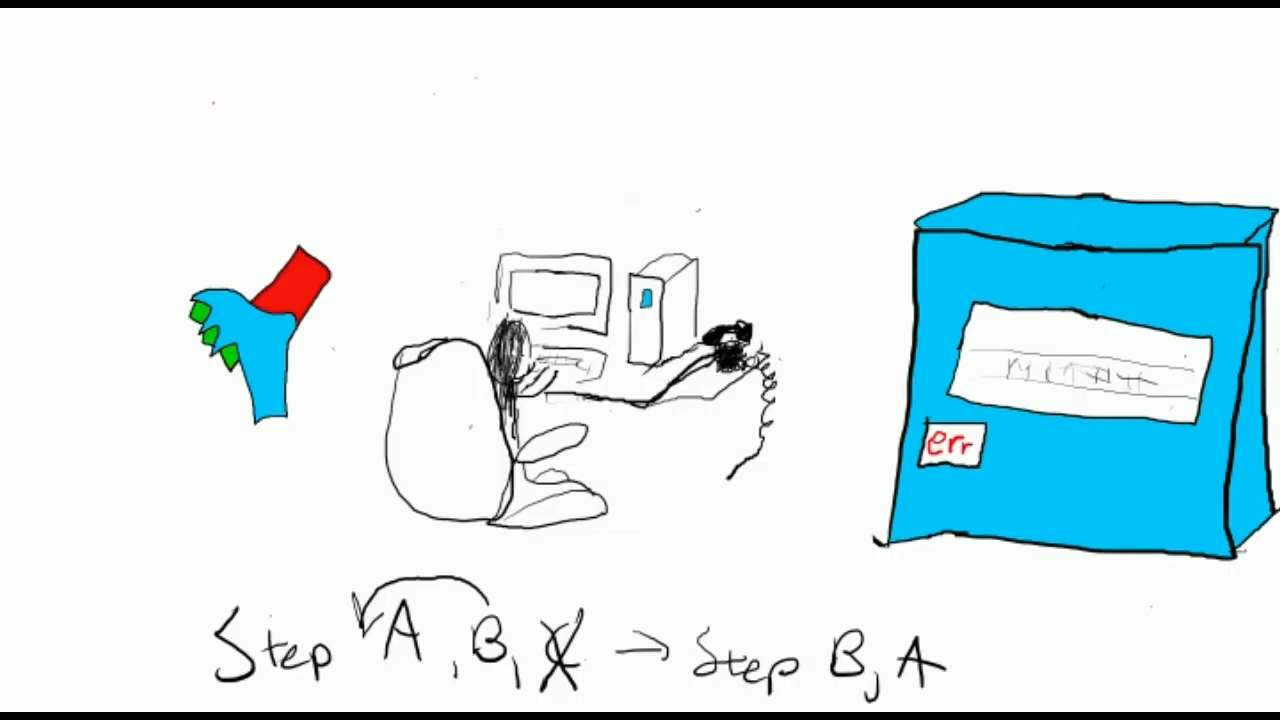 err
Step A, B, C → Step B, A